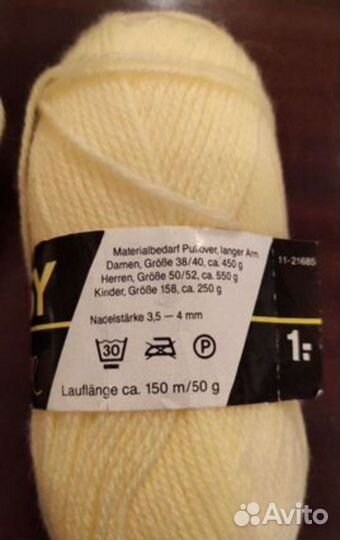 Materialbedarf Pullover, langer Arm
Damen, Größe 38/40, ca. 450 g
Herren, Größe 50/52, ca. 550 g
Kinder, Größe 158, ca. 250 g
11-21685
Nadelstärke 3,5 – 4 mm
30
P
1:-
Lauflänge ca. 150 m/50 g
Avito